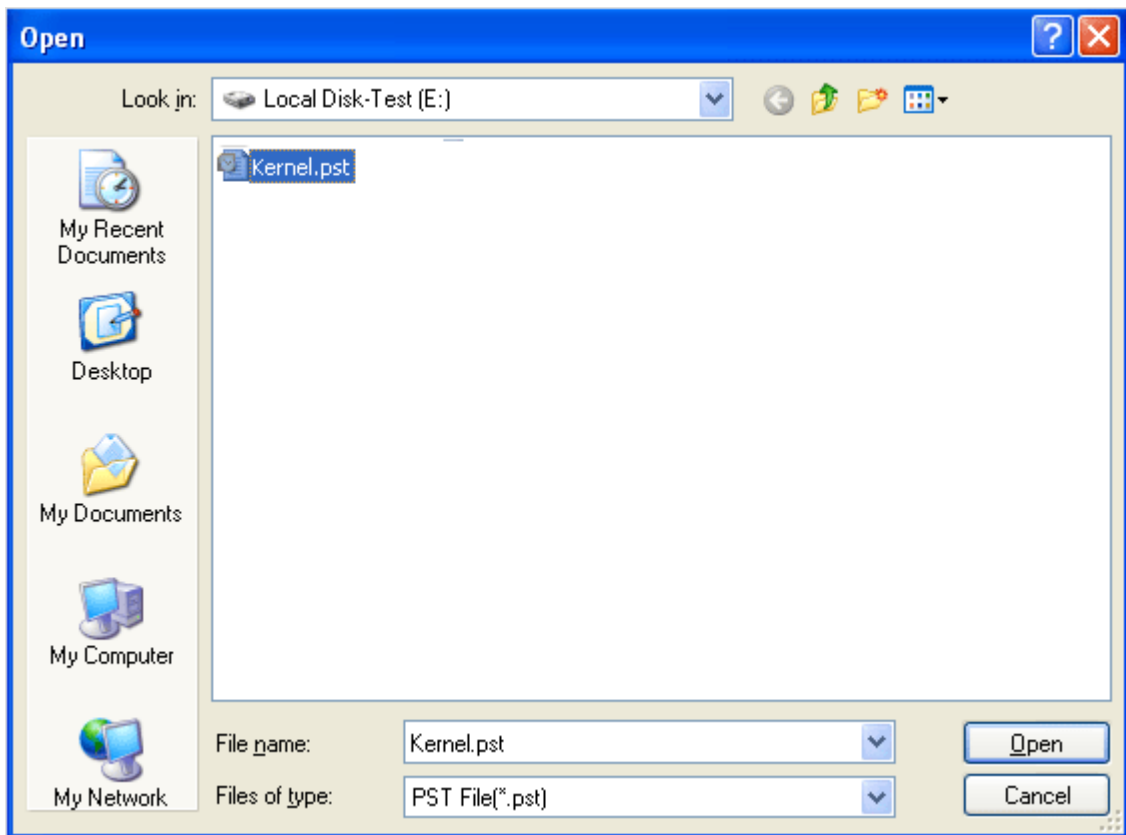 Open
Look in: Local Disk-Test (E:)
Kernel.pst
My Recent
Documents
Desktop
My Documents
My Computer
My Network
File name: Kernel.pst Open
Files of type: PST File(*.pst) Cancel